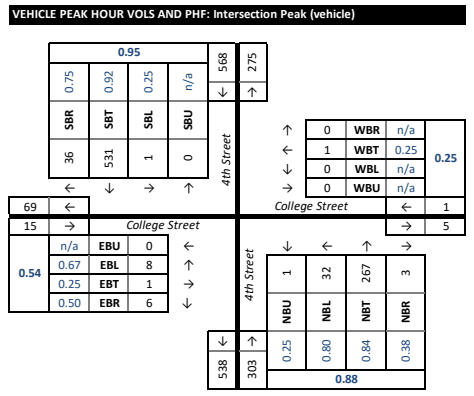 VEHICLE PEAK HOUR VOLS AND PHF: Intersection Peak (vehicle)
0.95
0.75 0.92 0.25 n/a
SBR SBT SBL SBU
36 531 1 0
← ↓ → ↑
568 275
↓ ↑
4th Street
↑ 0 WBR n/a
← 1 WBT 0.25
↓ 0 WBL n/a
→ 0 WBU n/a
0.25
69 ←
College Street
← 1
15 →
College Street
→ 5
0.54
n/a EBU 0 ←
0.67 EBL 8 ↑
0.25 EBT 1 →
0.50 EBR 6 ↓
4th Street
↓ ← ↑ →
1 32 267 3
NBU NBL NBT NBR
0.25 0.80 0.84 0.38
0.88
↓ ↑
538 303